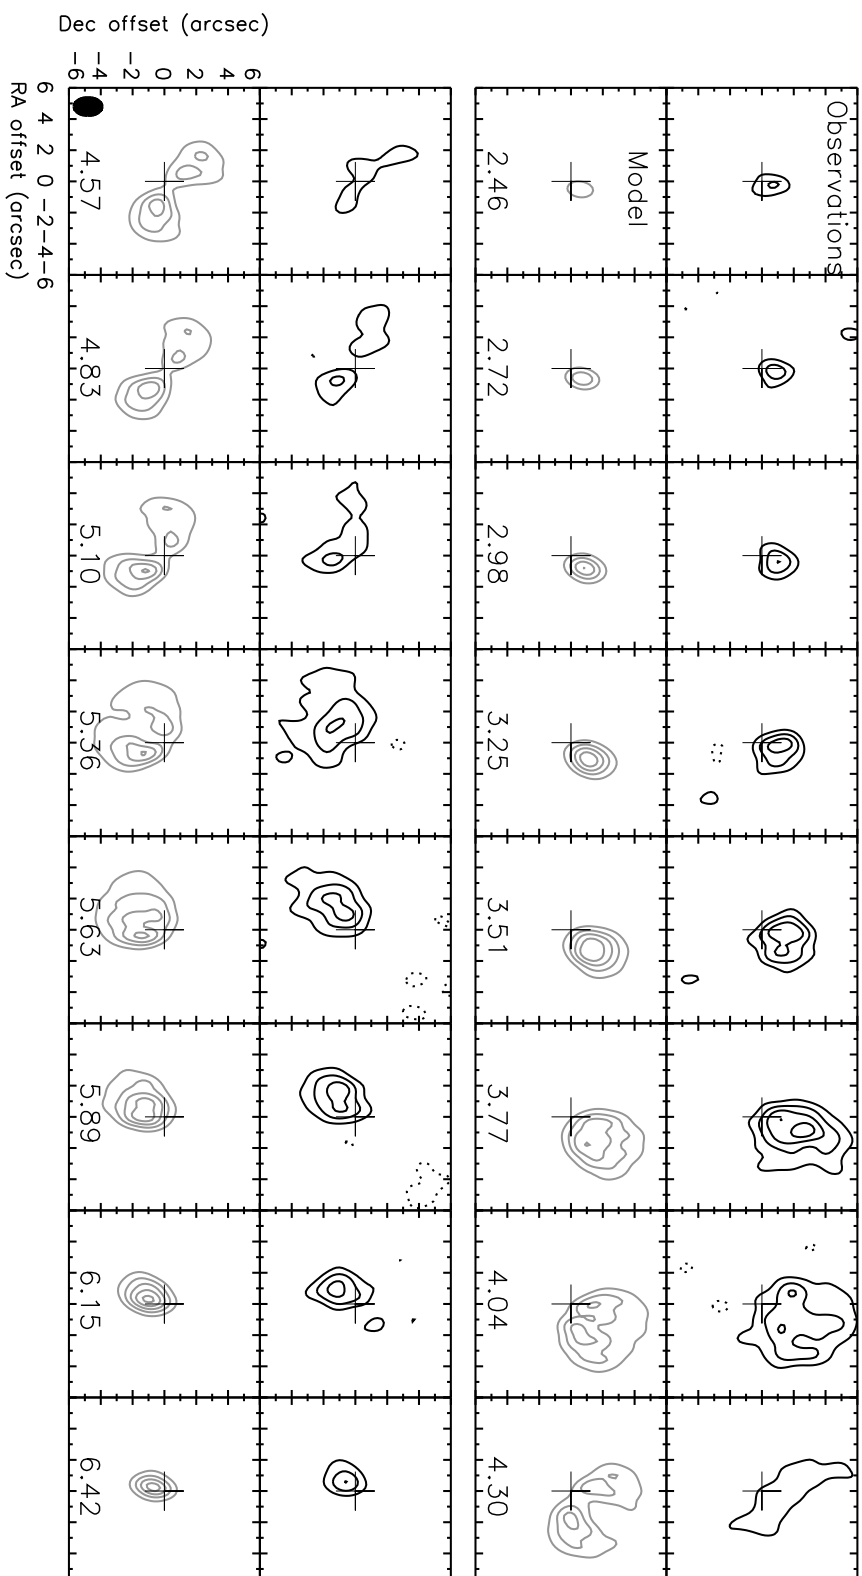 Observations
Model
2.46 2.72 2.98 3.25 3.51 3.77 4.04 4.30
4.57 4.83 5.10 5.36 5.63 5.89 6.15 6.42
Dec offset (arcsec)
−6 −4 −2 0 2 4 6
6 4 2 0 −2 −4 −6
RA offset (arcsec)